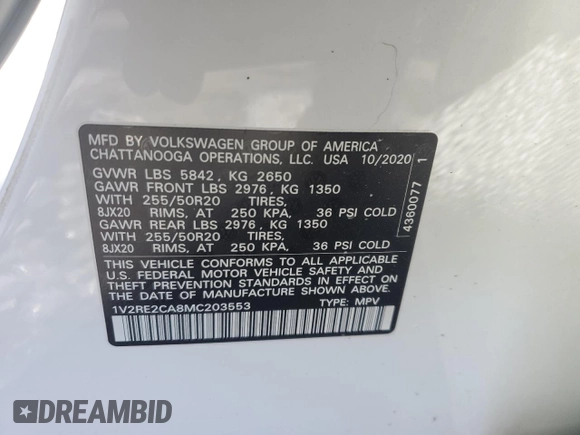 MFD BY VOLKSWAGEN GROUP OF AMERICA
CHATTANOOGA OPERATIONS, LLC. USA 10/2020
GVWR LBS 5842 , KG 2650
GAWR FRONT LBS 2976 , KG 1350
WITH 255/50R20 TIRES,
8JX20 RIMS, AT 250 KPA, 36 PSI COLD
GAWR REAR LBS 2976 , KG 1350
WITH 255/50R20 TIRES,
8JX20 RIMS, AT 250 KPA, 36 PSI COLD
THIS VEHICLE CONFORMS TO ALL APPLICABLE
U.S. FEDERAL MOTOR VEHICLE SAFETY AND
THEFT PREVENTION STANDARDS IN EFFECT ON
THE DATE OF MANUFACTURE SHOWN ABOVE.
1V2RE2CA8MC203553 TYPE: MPV
4360077 1
DREAMBID